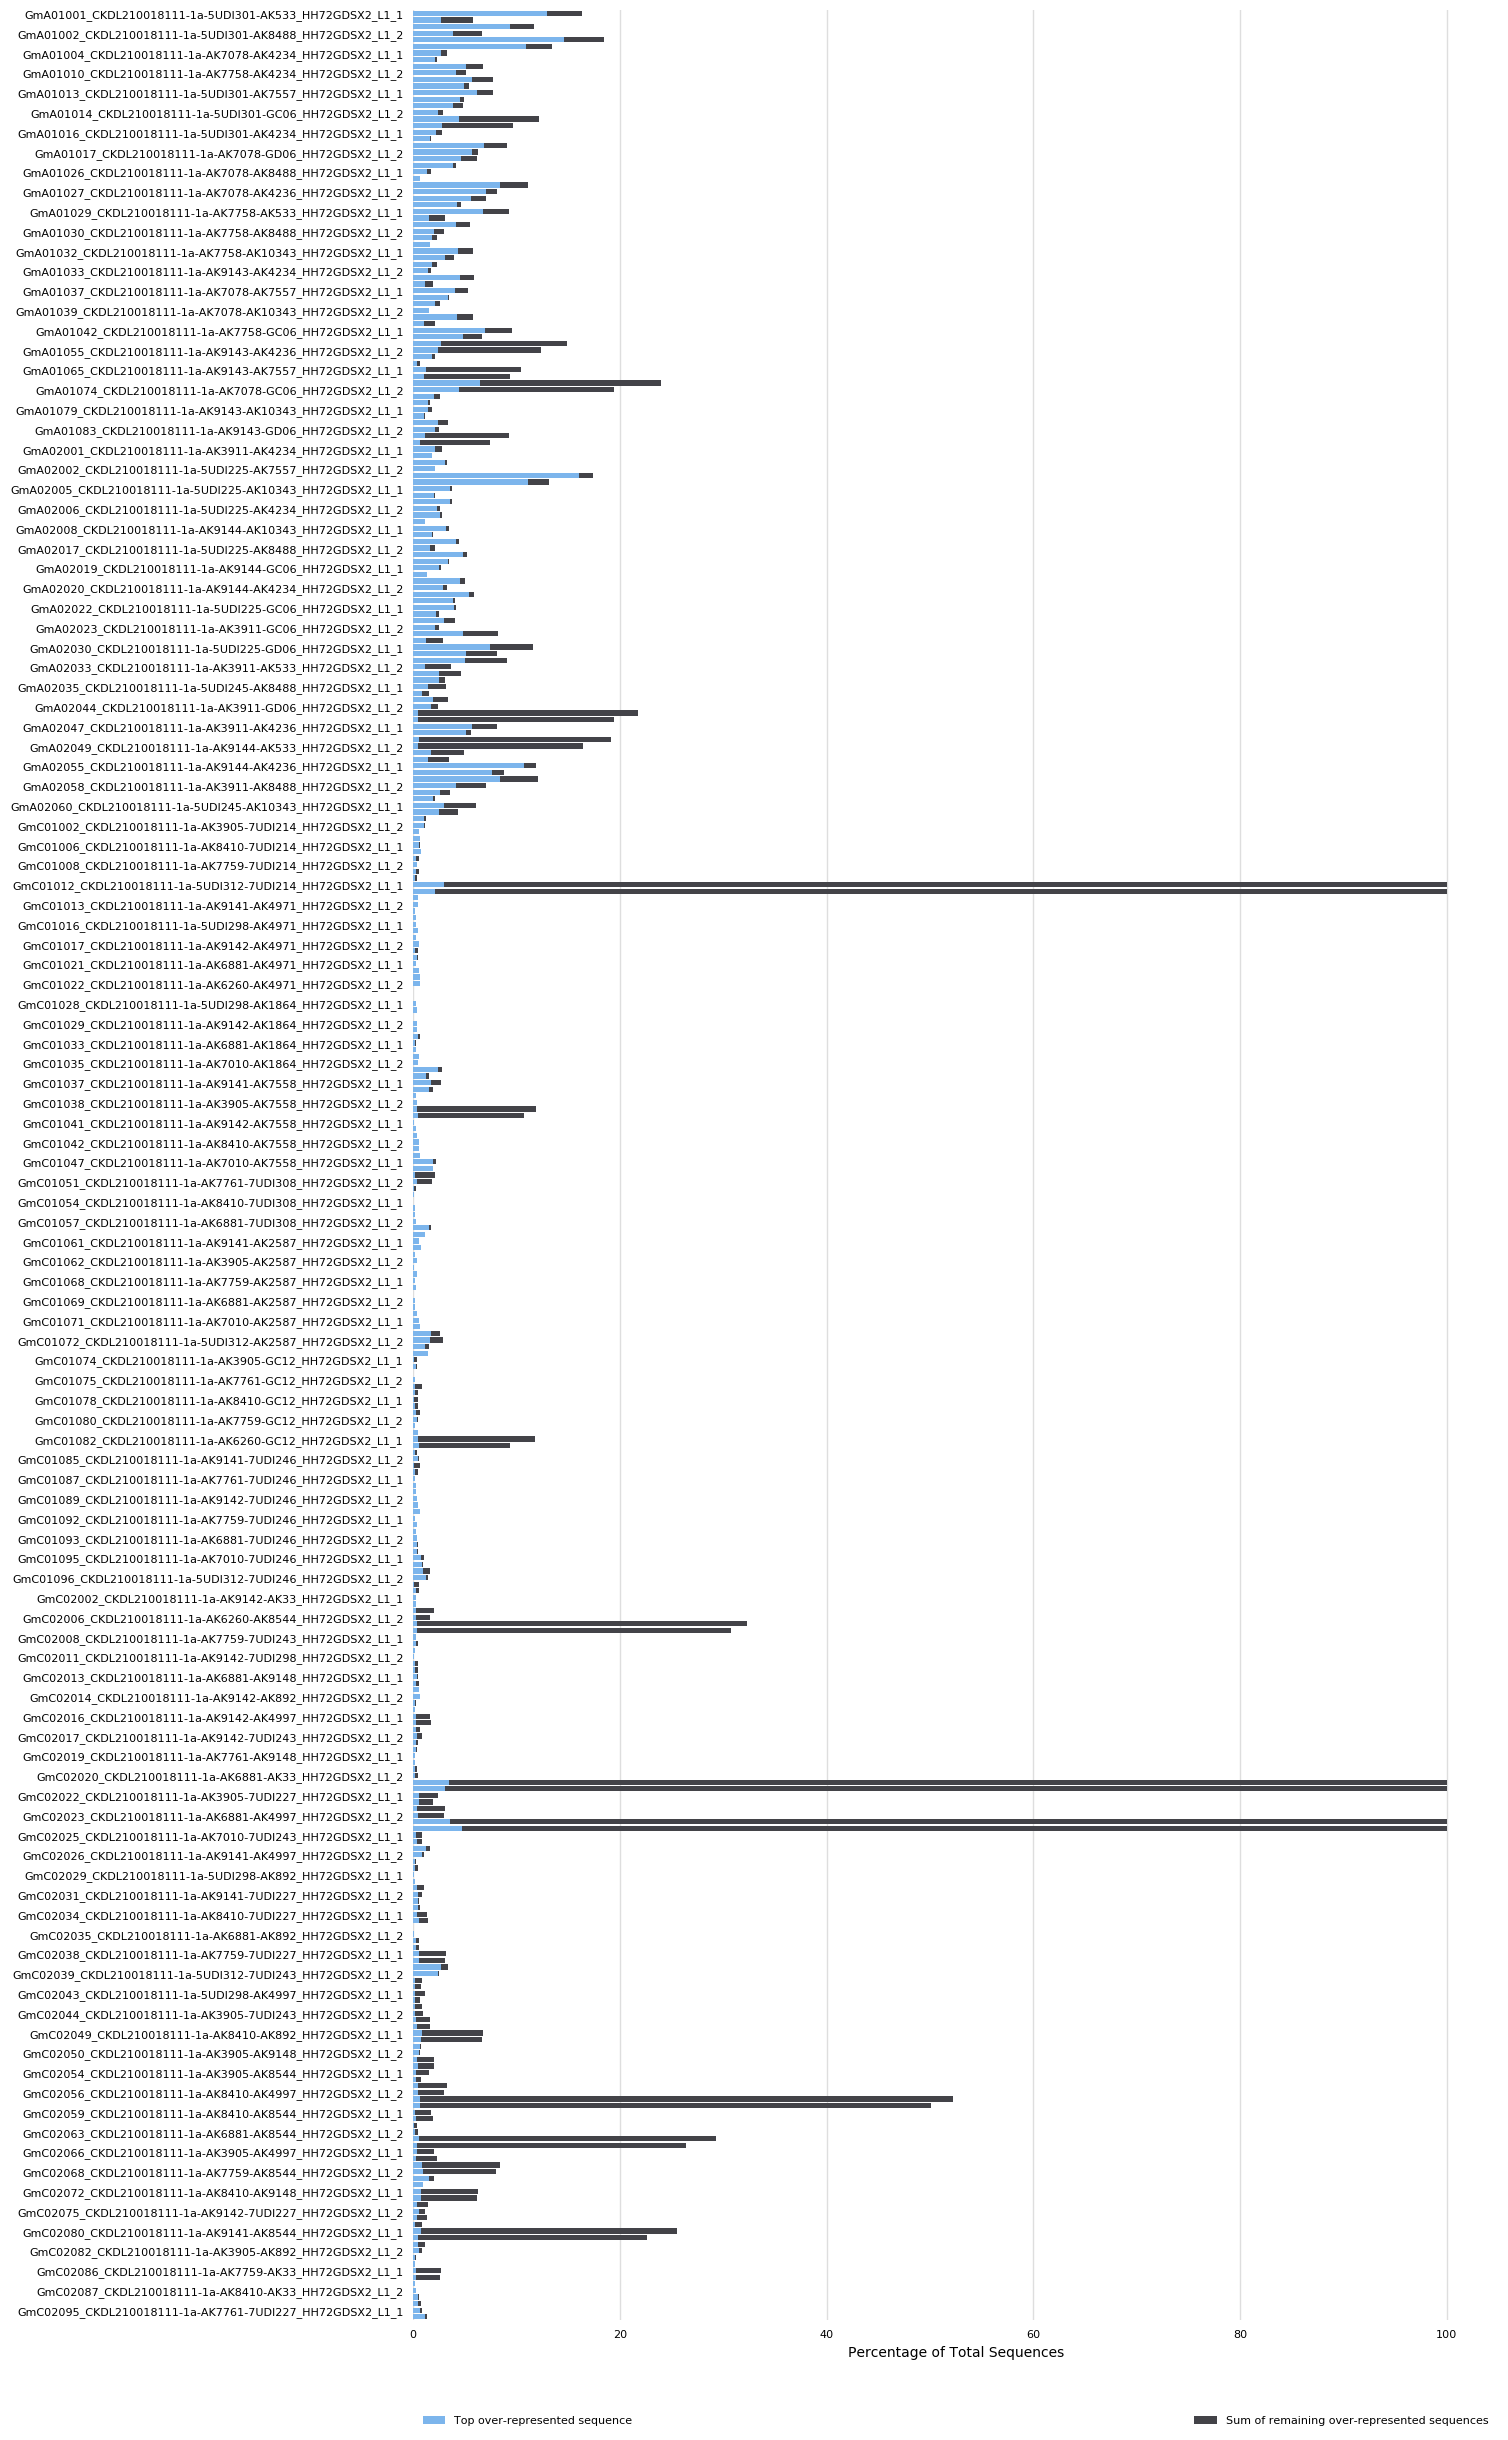 GmA01001_CKDL210018111-1a-5UDI301-AK533_HH72GDSX2_L1_1
GmA01002_CKDL210018111-1a-5UDI301-AK8488_HH72GDSX2_L1_2
GmA01004_CKDL210018111-1a-AK7078-AK4234_HH72GDSX2_L1_1
GmA01010_CKDL210018111-1a-AK7758-AK4234_HH72GDSX2_L1_2
GmA01013_CKDL210018111-1a-5UDI301-AK7557_HH72GDSX2_L1_1
GmA01014_CKDL210018111-1a-5UDI301-GC06_HH72GDSX2_L1_2
GmA01016_CKDL210018111-1a-5UDI301-AK4234_HH72GDSX2_L1_1
GmA01017_CKDL210018111-1a-AK7078-GD06_HH72GDSX2_L1_2
GmA01026_CKDL210018111-1a-AK7078-AK8488_HH72GDSX2_L1_1
GmA01027_CKDL210018111-1a-AK7078-AK4236_HH72GDSX2_L1_2
GmA01029_CKDL210018111-1a-AK7758-AK533_HH72GDSX2_L1_1
GmA01030_CKDL210018111-1a-AK7758-AK8488_HH72GDSX2_L1_2
GmA01032_CKDL210018111-1a-AK7758-AK10343_HH72GDSX2_L1_1
GmA01033_CKDL210018111-1a-AK9143-AK4234_HH72GDSX2_L1_2
GmA01037_CKDL210018111-1a-AK7078-AK7557_HH72GDSX2_L1_1
GmA01039_CKDL210018111-1a-AK7078-AK10343_HH72GDSX2_L1_2
GmA01042_CKDL210018111-1a-AK7758-GC06_HH72GDSX2_L1_1
GmA01055_CKDL210018111-1a-AK9143-AK4236_HH72GDSX2_L1_2
GmA01065_CKDL210018111-1a-AK9143-AK7557_HH72GDSX2_L1_1
GmA01074_CKDL210018111-1a-AK7078-GC06_HH72GDSX2_L1_2
GmA01079_CKDL210018111-1a-AK9143-AK10343_HH72GDSX2_L1_1
GmA01083_CKDL210018111-1a-AK9143-GD06_HH72GDSX2_L1_2
GmA02001_CKDL210018111-1a-AK3911-AK4234_HH72GDSX2_L1_1
GmA02002_CKDL210018111-1a-5UDI225-AK7557_HH72GDSX2_L1_2
GmA02005_CKDL210018111-1a-5UDI225-AK10343_HH72GDSX2_L1_1
GmA02006_CKDL210018111-1a-5UDI225-AK4234_HH72GDSX2_L1_2
GmA02008_CKDL210018111-1a-AK9144-AK10343_HH72GDSX2_L1_1
GmA02017_CKDL210018111-1a-5UDI225-AK8488_HH72GDSX2_L1_2
GmA02019_CKDL210018111-1a-AK9144-GC06_HH72GDSX2_L1_1
GmA02020_CKDL210018111-1a-AK9144-AK4234_HH72GDSX2_L1_2
GmA02022_CKDL210018111-1a-5UDI225-GC06_HH72GDSX2_L1_1
GmA02023_CKDL210018111-1a-AK3911-GC06_HH72GDSX2_L1_2
GmA02030_CKDL210018111-1a-5UDI225-GD06_HH72GDSX2_L1_1
GmA02033_CKDL210018111-1a-AK3911-AK533_HH72GDSX2_L1_2
GmA02035_CKDL210018111-1a-5UDI245-AK8488_HH72GDSX2_L1_1
GmA02044_CKDL210018111-1a-AK3911-GD06_HH72GDSX2_L1_2
GmA02047_CKDL210018111-1a-AK3911-AK4236_HH72GDSX2_L1_1
GmA02049_CKDL210018111-1a-AK9144-AK533_HH72GDSX2_L1_2
GmA02055_CKDL210018111-1a-AK9144-AK4236_HH72GDSX2_L1_1
GmA02058_CKDL210018111-1a-AK3911-AK8488_HH72GDSX2_L1_2
GmA02060_CKDL210018111-1a-5UDI245-AK10343_HH72GDSX2_L1_1
GmC01002_CKDL210018111-1a-AK3905-7UDI214_HH72GDSX2_L1_2
GmC01006_CKDL210018111-1a-AK8410-7UDI214_HH72GDSX2_L1_1
GmC01008_CKDL210018111-1a-AK7759-7UDI214_HH72GDSX2_L1_2
GmC01012_CKDL210018111-1a-5UDI312-7UDI214_HH72GDSX2_L1_1
GmC01013_CKDL210018111-1a-AK9141-AK4971_HH72GDSX2_L1_2
GmC01016_CKDL210018111-1a-5UDI298-AK4971_HH72GDSX2_L1_1
GmC01017_CKDL210018111-1a-AK9142-AK4971_HH72GDSX2_L1_2
GmC01021_CKDL210018111-1a-AK6881-AK4971_HH72GDSX2_L1_1
GmC01022_CKDL210018111-1a-AK6260-AK4971_HH72GDSX2_L1_2
GmC01028_CKDL210018111-1a-5UDI298-AK1864_HH72GDSX2_L1_1
GmC01029_CKDL210018111-1a-AK9142-AK1864_HH72GDSX2_L1_2
GmC01033_CKDL210018111-1a-AK6881-AK1864_HH72GDSX2_L1_1
GmC01035_CKDL210018111-1a-AK7010-AK1864_HH72GDSX2_L1_2
GmC01037_CKDL210018111-1a-AK9141-AK7558_HH72GDSX2_L1_1
GmC01038_CKDL210018111-1a-AK3905-AK7558_HH72GDSX2_L1_2
GmC01041_CKDL210018111-1a-AK9142-AK7558_HH72GDSX2_L1_1
GmC01042_CKDL210018111-1a-AK8410-AK7558_HH72GDSX2_L1_2
GmC01047_CKDL210018111-1a-AK7010-AK7558_HH72GDSX2_L1_1
GmC01051_CKDL210018111-1a-AK7761-7UDI308_HH72GDSX2_L1_2
GmC01054_CKDL210018111-1a-AK8410-7UDI308_HH72GDSX2_L1_1
GmC01057_CKDL210018111-1a-AK6881-7UDI308_HH72GDSX2_L1_2
GmC01061_CKDL210018111-1a-AK9141-AK2587_HH72GDSX2_L1_1
GmC01062_CKDL210018111-1a-AK3905-AK2587_HH72GDSX2_L1_2
GmC01068_CKDL210018111-1a-AK7759-AK2587_HH72GDSX2_L1_1
GmC01069_CKDL210018111-1a-AK6881-AK2587_HH72GDSX2_L1_2
GmC01071_CKDL210018111-1a-AK7010-AK2587_HH72GDSX2_L1_1
GmC01072_CKDL210018111-1a-5UDI312-AK2587_HH72GDSX2_L1_2
GmC01074_CKDL210018111-1a-AK3905-GC12_HH72GDSX2_L1_1
GmC01075_CKDL210018111-1a-AK7761-GC12_HH72GDSX2_L1_2
GmC01078_CKDL210018111-1a-AK8410-GC12_HH72GDSX2_L1_1
GmC01080_CKDL210018111-1a-AK7759-GC12_HH72GDSX2_L1_2
GmC01082_CKDL210018111-1a-AK6260-GC12_HH72GDSX2_L1_1
GmC01085_CKDL210018111-1a-AK9141-7UDI246_HH72GDSX2_L1_2
GmC01087_CKDL210018111-1a-AK7761-7UDI246_HH72GDSX2_L1_1
GmC01089_CKDL210018111-1a-AK9142-7UDI246_HH72GDSX2_L1_2
GmC01092_CKDL210018111-1a-AK7759-7UDI246_HH72GDSX2_L1_1
GmC01093_CKDL210018111-1a-AK6881-7UDI246_HH72GDSX2_L1_2
GmC01095_CKDL210018111-1a-AK7010-7UDI246_HH72GDSX2_L1_1
GmC01096_CKDL210018111-1a-5UDI312-7UDI246_HH72GDSX2_L1_2
GmC02002_CKDL210018111-1a-AK9142-AK33_HH72GDSX2_L1_1
GmC02006_CKDL210018111-1a-AK6260-AK8544_HH72GDSX2_L1_2
GmC02008_CKDL210018111-1a-AK7759-7UDI243_HH72GDSX2_L1_1
GmC02011_CKDL210018111-1a-AK9142-7UDI298_HH72GDSX2_L1_2
GmC02013_CKDL210018111-1a-AK6881-AK9148_HH72GDSX2_L1_1
GmC02014_CKDL210018111-1a-AK9142-AK892_HH72GDSX2_L1_2
GmC02016_CKDL210018111-1a-AK9142-AK4997_HH72GDSX2_L1_1
GmC02017_CKDL210018111-1a-AK9142-7UDI243_HH72GDSX2_L1_2
GmC02019_CKDL210018111-1a-AK7761-AK9148_HH72GDSX2_L1_1
GmC02020_CKDL210018111-1a-AK6881-AK33_HH72GDSX2_L1_2
GmC02022_CKDL210018111-1a-AK3905-7UDI227_HH72GDSX2_L1_1
GmC02023_CKDL210018111-1a-AK6881-AK4997_HH72GDSX2_L1_2
GmC02025_CKDL210018111-1a-AK7010-7UDI243_HH72GDSX2_L1_1
GmC02026_CKDL210018111-1a-AK9141-AK4997_HH72GDSX2_L1_2
GmC02029_CKDL210018111-1a-5UDI298-AK892_HH72GDSX2_L1_1
GmC02031_CKDL210018111-1a-AK9141-7UDI227_HH72GDSX2_L1_2
GmC02034_CKDL210018111-1a-AK8410-7UDI227_HH72GDSX2_L1_1
GmC02035_CKDL210018111-1a-AK6881-AK892_HH72GDSX2_L1_2
GmC02038_CKDL210018111-1a-AK7759-7UDI227_HH72GDSX2_L1_1
GmC02039_CKDL210018111-1a-5UDI312-7UDI243_HH72GDSX2_L1_2
GmC02043_CKDL210018111-1a-5UDI298-AK4997_HH72GDSX2_L1_1
GmC02044_CKDL210018111-1a-AK3905-7UDI243_HH72GDSX2_L1_2
GmC02049_CKDL210018111-1a-AK8410-AK892_HH72GDSX2_L1_1
GmC02050_CKDL210018111-1a-AK3905-AK9148_HH72GDSX2_L1_2
GmC02054_CKDL210018111-1a-AK3905-AK8544_HH72GDSX2_L1_1
GmC02056_CKDL210018111-1a-AK8410-AK4997_HH72GDSX2_L1_2
GmC02059_CKDL210018111-1a-AK8410-AK8544_HH72GDSX2_L1_1
GmC02063_CKDL210018111-1a-AK6881-AK8544_HH72GDSX2_L1_2
GmC02066_CKDL210018111-1a-AK3905-AK4997_HH72GDSX2_L1_1
GmC02068_CKDL210018111-1a-AK7759-AK8544_HH72GDSX2_L1_2
GmC02072_CKDL210018111-1a-AK8410-AK9148_HH72GDSX2_L1_1
GmC02075_CKDL210018111-1a-AK9142-7UDI227_HH72GDSX2_L1_2
GmC02080_CKDL210018111-1a-AK9141-AK8544_HH72GDSX2_L1_1
GmC02082_CKDL210018111-1a-AK3905-AK892_HH72GDSX2_L1_2
GmC02086_CKDL210018111-1a-AK7759-AK33_HH72GDSX2_L1_1
GmC02087_CKDL210018111-1a-AK8410-AK33_HH72GDSX2_L1_2
GmC02095_CKDL210018111-1a-AK7761-7UDI227_HH72GDSX2_L1_1
0 20 40 60 80 100
Percentage of Total Sequences
Top over-represented sequence
Sum of remaining over-represented sequences